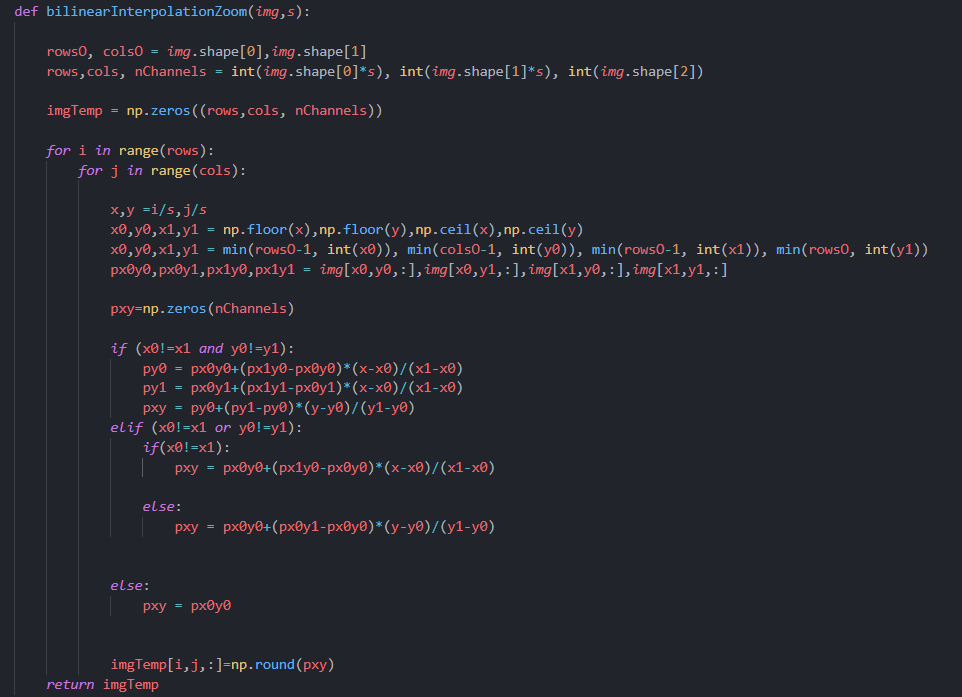 def bilinearInterpolationZoom(img,s):
rowsO, colsO = img.shape[0],img.shape[1]
rows,cols, nChannels = int(img.shape[0]*s), int(img.shape[1]*s), int(img.shape[2])
imgTemp = np.zeros((rows,cols, nChannels))
for i in range(rows):
for j in range(cols):
x,y =i/s,j/s
x0,y0,x1,y1 = np.floor(x),np.floor(y),np.ceil(x),np.ceil(y)
x0,y0,x1,y1 = min(rowsO-1, int(x0)), min(colsO-1, int(y0)), min(rowsO-1, int(x1)), min(rowsO, int(y1))
px0y0,px0y1,px1y0,px1y1 = img[x0,y0,:],img[x0,y1,:],img[x1,y0,:],img[x1,y1,:]
pxy=np.zeros(nChannels)
if (x0!=x1 and y0!=y1):
py0 = px0y0+(px1y0-px0y0)*(x-x0)/(x1-x0)
py1 = px0y1+(px1y1-px0y1)*(x-x0)/(x1-x0)
pxy = py0+(py1-py0)*(y-y0)/(y1-y0)
elif (x0!=x1 or y0!=y1):
if(x0!=x1):
pxy = px0y0+(px1y0-px0y0)*(x-x0)/(x1-x0)
else:
pxy = px0y0+(px0y1-px0y0)*(y-y0)/(y1-y0)
else:
pxy = px0y0
imgTemp[i,j,:]=np.round(pxy)
return imgTemp